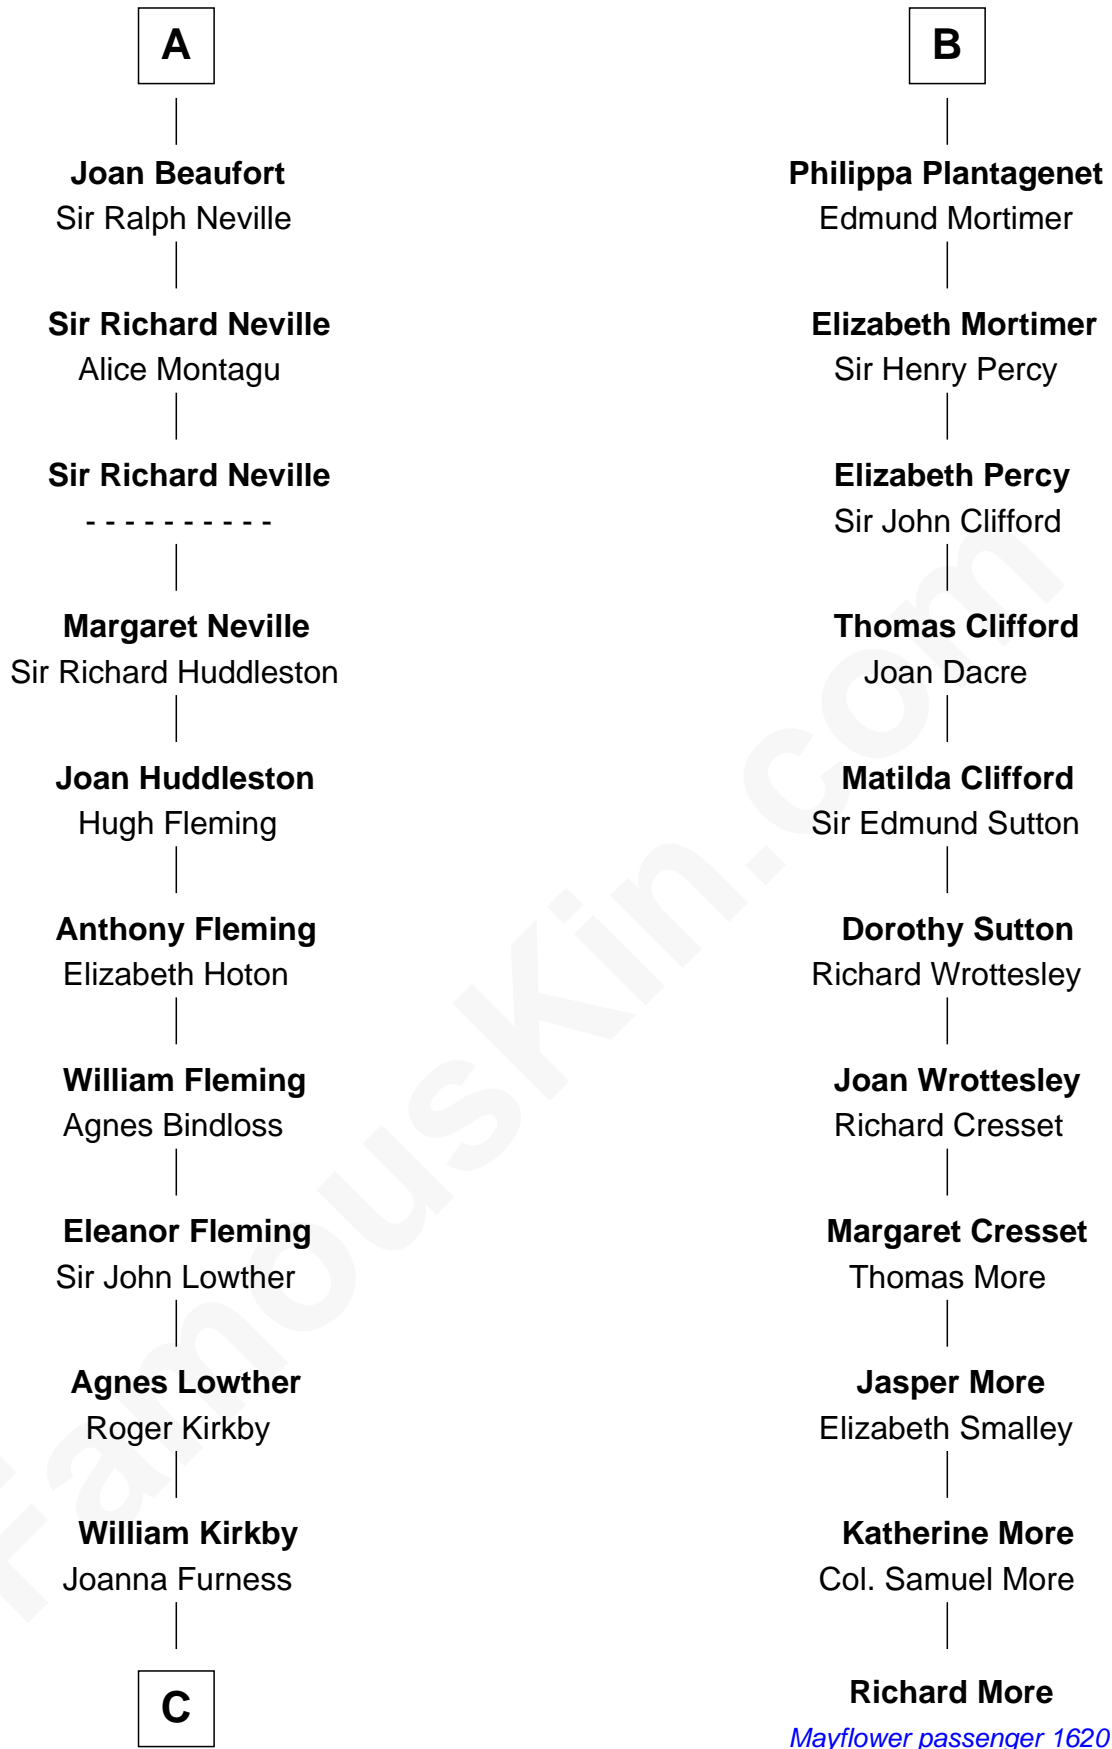 A
Joan Beaufort
Sir Ralph Neville
Sir Richard Neville
Alice Montagu
Sir Richard Neville
- - - - - - - - - -
Margaret Neville
Sir Richard Huddleston
Joan Huddleston
Hugh Fleming
Anthony Fleming
Elizabeth Hoton
William Fleming
Agnes Bindloss
Eleanor Fleming
Sir John Lowther
Agnes Lowther
Roger Kirkby
William Kirkby
Joanna Furness
C
B
Philippa Plantagenet
Edmund Mortimer
Elizabeth Mortimer
Sir Henry Percy
Elizabeth Percy
Sir John Clifford
Thomas Clifford
Joan Dacre
Matilda Clifford
Sir Edmund Sutton
Dorothy Sutton
Richard Wrottesley
Joan Wrottesley
Richard Cresset
Margaret Cresset
Thomas More
Jasper More
Elizabeth Smalley
Katherine More
Col. Samuel More
Richard More
Mayflower passenger 1620
FamousKin.com